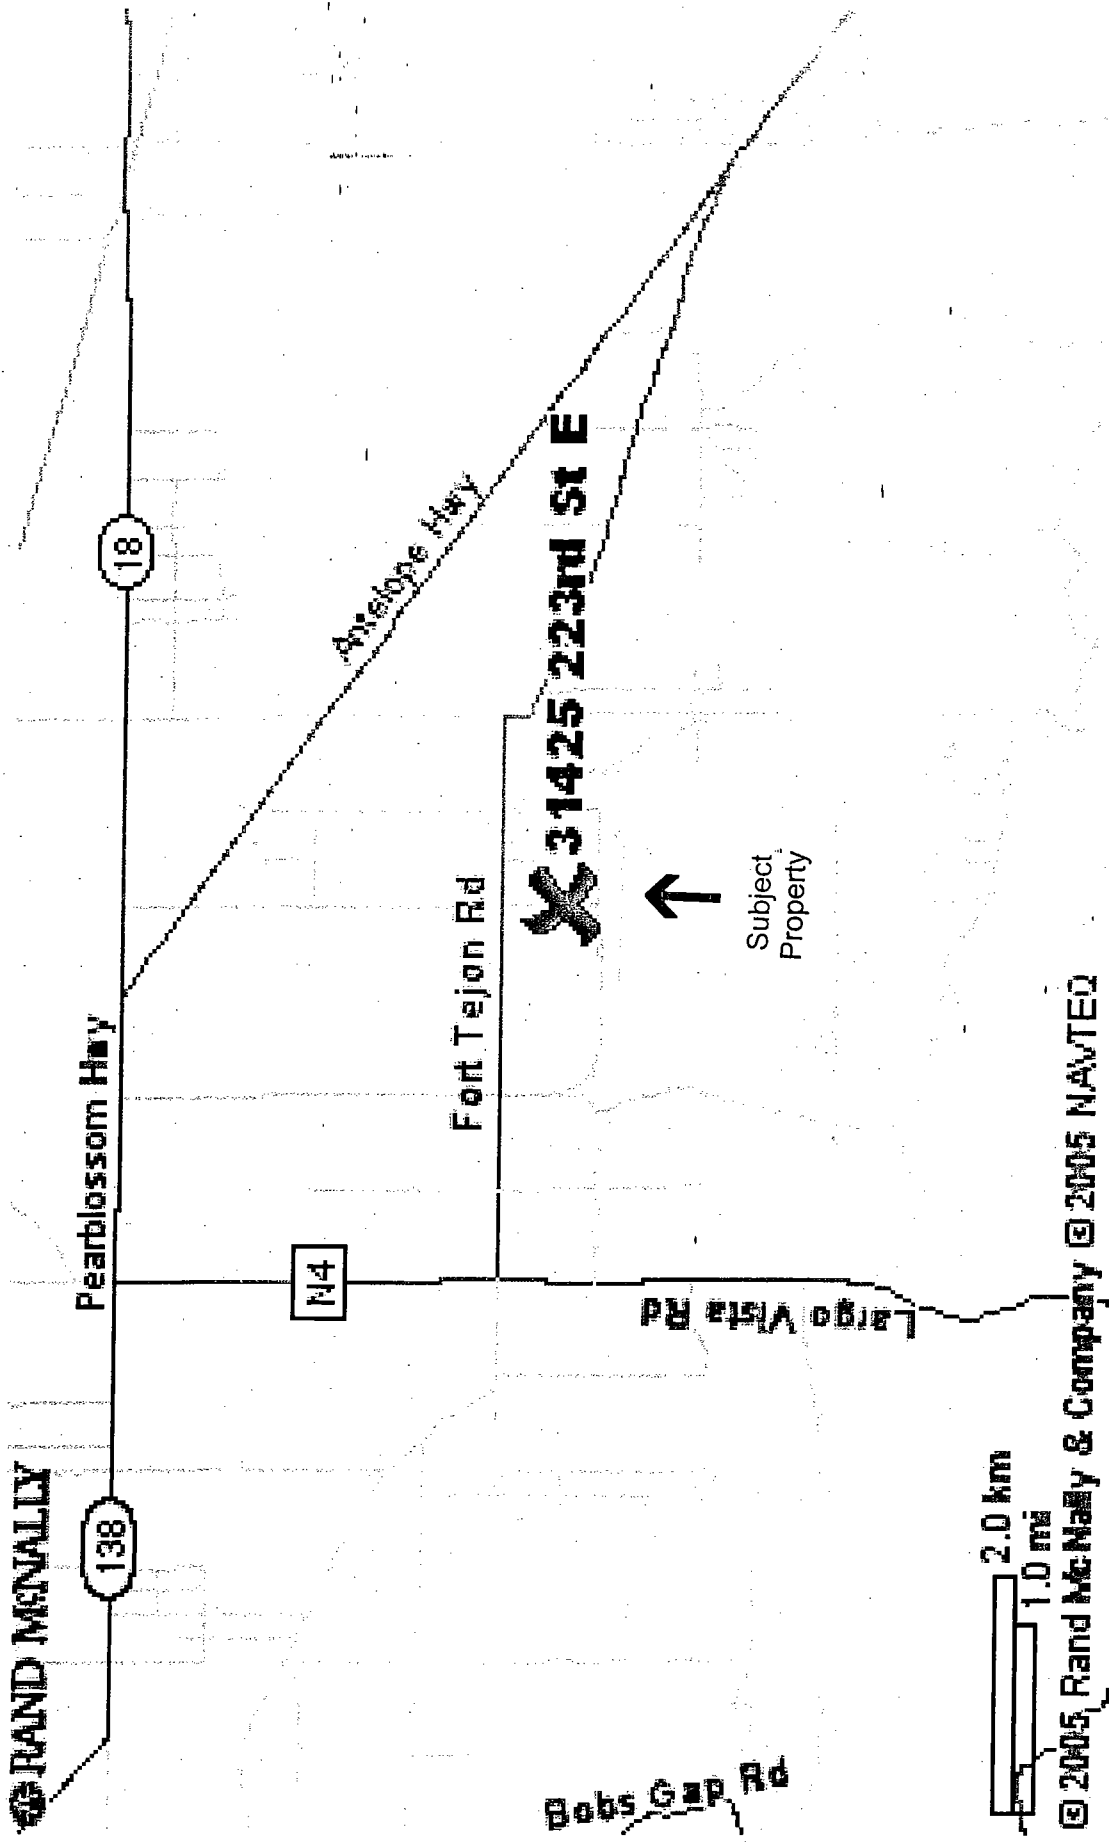 RAND MCNALLY
138
Pearblossom Hwy
18
N4
Antelope Hwy
Fort Tejon Rd
31425 223rd St E
Subject
Property
Largo Vista Rd
Bobs Gap Rd
2.0 km
1.0 mi
© 2005 Rand McNally & Company © 2005 NAVTEQ